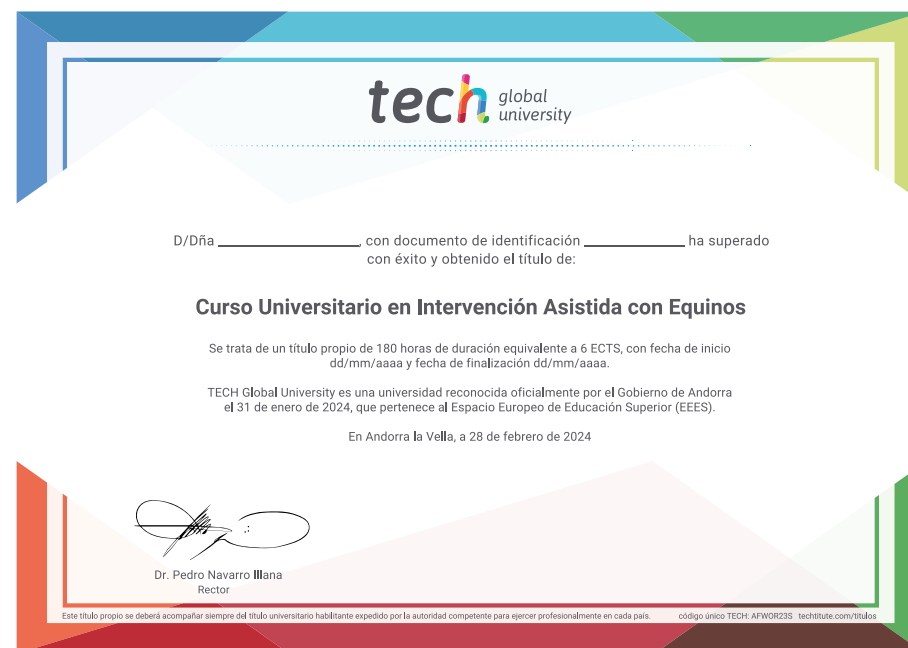 tech global university
D/Dña ______________, con documento de identificación __________ ha superado
con éxito y obtenido el título de:
Curso Universitario en Intervención Asistida con Equinos
Se trata de un título propio de 180 horas de duración equivalente a 6 ECTS, con fecha de inicio
dd/mm/aaaa y fecha de finalización dd/mm/aaaa.
TECH Global University es una universidad reconocida oficialmente por el Gobierno de Andorra
el 31 de enero de 2024, que pertenece al Espacio Europeo de Educación Superior (EEES).
En Andorra la Vella, a 28 de febrero de 2024
Dr. Pedro Navarro Illana
Rector
Este título propio se deberá acompañar siempre del título universitario habilitante expedido por la autoridad competente para ejercer profesionalmente en cada país. código único TECH: AFWOR23S techtitute.com/titulos